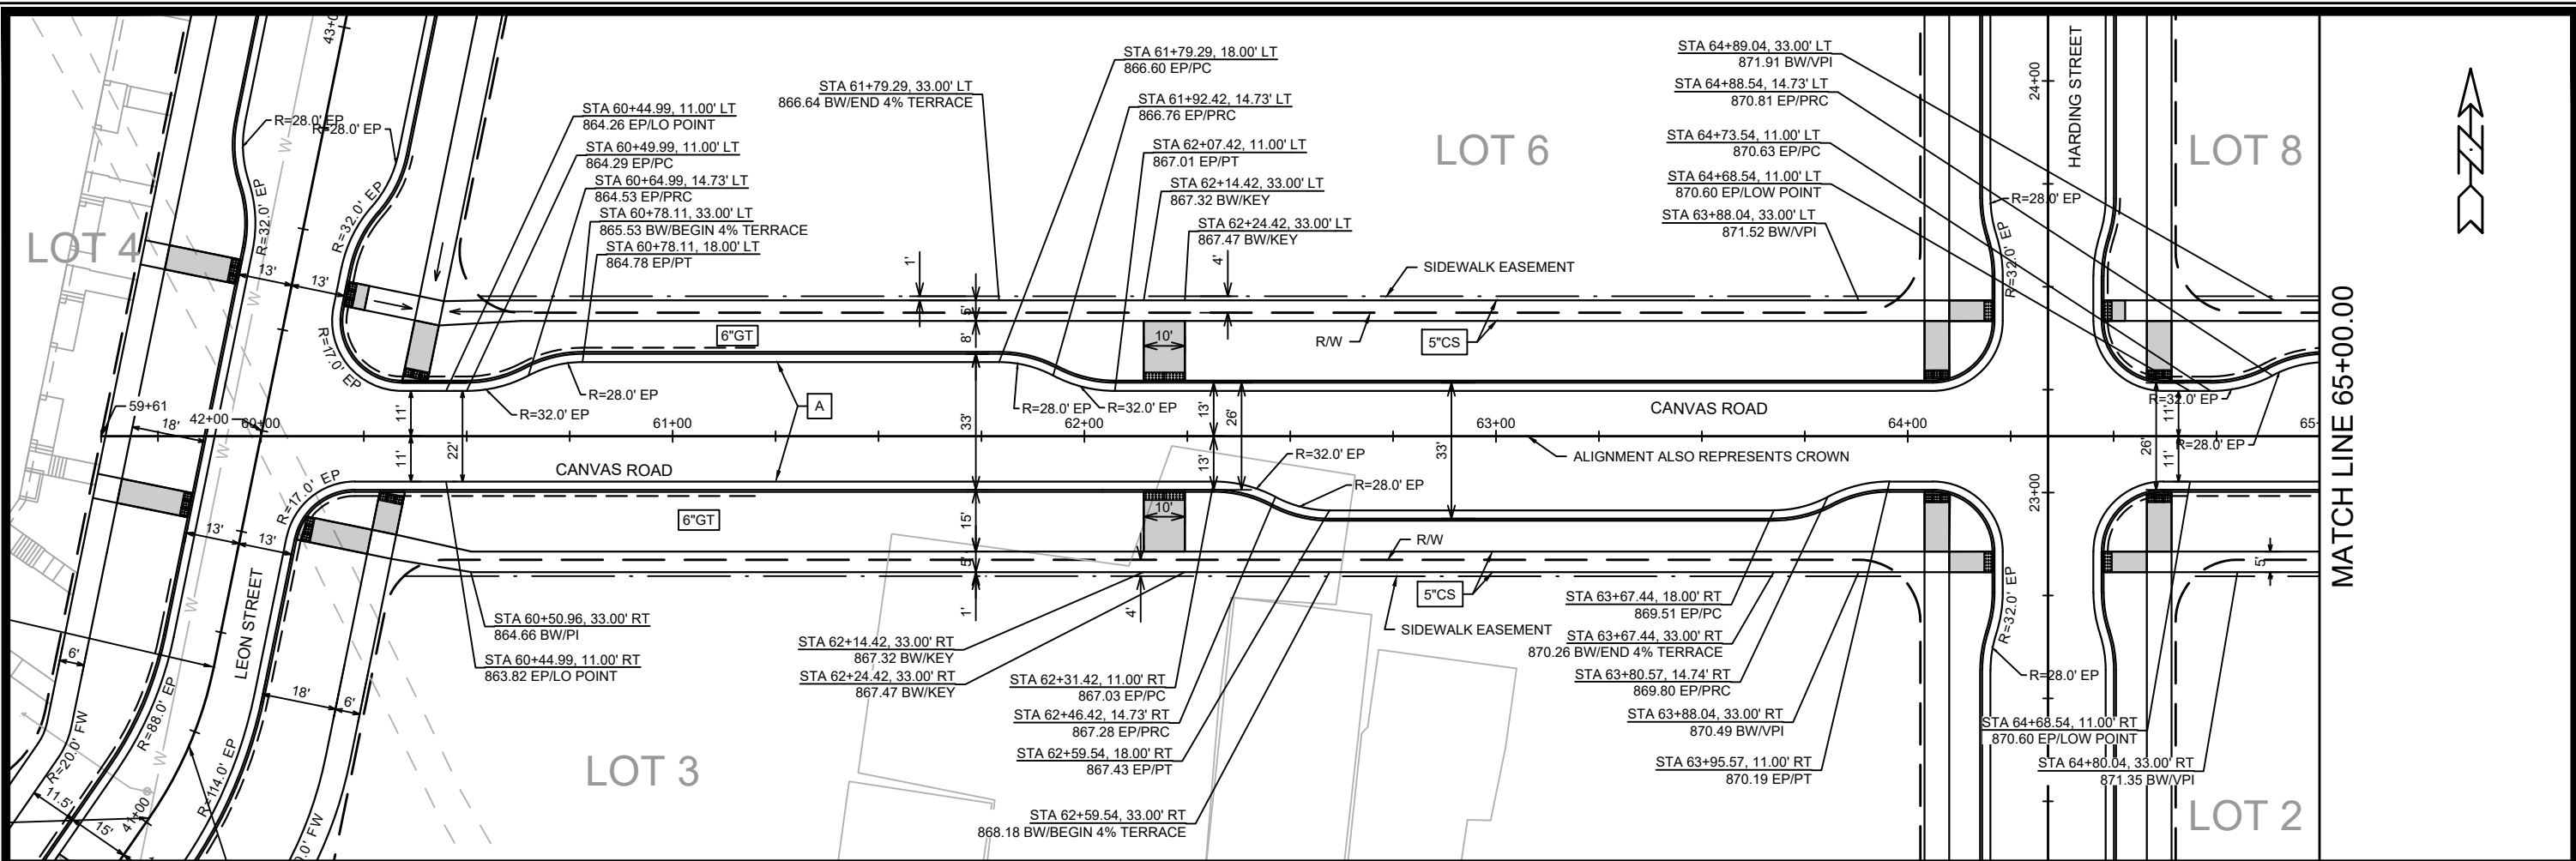 43+0
R=28.0' EP
R=28.0' EP
R=32.0' EP
R=32.0' EP
LOT 4
13'
13'
W
W
W
W
W
R=17.0' EP
STA 60+44.99, 11.00' LT
864.26 EP/LO POINT
STA 60+49.99, 11.00' LT
864.29 EP/PC
STA 60+64.99, 14.73' LT
864.53 EP/PRC
STA 60+78.11, 33.00' LT
865.53 BW/BEGIN 4% TERRACE
STA 60+78.11, 18.00' LT
864.78 EP/PT
STA 61+79.29, 33.00' LT
866.64 BW/END 4% TERRACE
STA 61+79.29, 18.00' LT
866.60 EP/PC
STA 61+92.42, 14.73' LT
866.76 EP/PRC
STA 62+07.42, 11.00' LT
867.01 EP/PT
STA 62+14.42, 33.00' LT
867.32 BW/KEY
STA 62+24.42, 33.00' LT
867.47 BW/KEY
LOT 6
STA 64+89.04, 33.00' LT
871.91 BW/VPI
STA 64+88.54, 14.73' LT
870.81 EP/PRC
STA 64+73.54, 11.00' LT
870.63 EP/PC
STA 64+68.54, 11.00' LT
870.60 EP/LOW POINT
STA 63+88.04, 33.00' LT
871.52 BW/VPI
24+00
HARDING STREET
LOT 8
R=28.0' EP
R=32.0' EP
1'
4'
SIDEWALK EASEMENT
5'
8'
6"GT
10'
R/W
5"CS
R=28.0' EP
R=32.0' EP
R=28.0' EP
R=32.0' EP
A
59+61
18'
42+00
60+00
11'
11'
22'
61+00
33'
62+00
13'
13'
26'
33'
63+00
CANVAS ROAD
64+00
R=32.0' EP
R=28.0' EP
26'
11'
11'
65-
MATCH LINE 65+00.00
CANVAS ROAD
R=32.0' EP
R=28.0' EP
ALIGNMENT ALSO REPRESENTS CROWN
23+00
R=17.0' EP
6"GT
15'
5'
1'
10'
4'
R/W
5"CS
SIDEWALK EASEMENT
5'
13'
13'
LEON STREET
R=32.0' EP
R=28.0' EP
STA 60+50.96, 33.00' RT
864.66 BW/PI
STA 60+44.99, 11.00' RT
863.82 EP/LO POINT
STA 62+14.42, 33.00' RT
867.32 BW/KEY
STA 62+24.42, 33.00' RT
867.47 BW/KEY
STA 62+31.42, 11.00' RT
867.03 EP/PC
STA 62+46.42, 14.73' RT
867.28 EP/PRC
STA 62+59.54, 18.00' RT
867.43 EP/PT
STA 62+59.54, 33.00' RT
868.18 BW/BEGIN 4% TERRACE
STA 63+67.44, 18.00' RT
869.51 EP/PC
STA 63+67.44, 33.00' RT
870.26 BW/END 4% TERRACE
STA 63+80.57, 14.74' RT
869.80 EP/PRC
STA 63+88.04, 33.00' RT
870.49 BW/VPI
STA 63+95.57, 11.00' RT
870.19 EP/PT
STA 64+68.54, 11.00' RT
870.60 EP/LOW POINT
STA 64+80.04, 33.00' RT
871.35 BW/VPI
6'
18'
6'
R=20.0' FW
R=88.0' EP
R=114.0' EP
11.5'
15'
41+00
0.0' FW
LOT 3
LOT 2